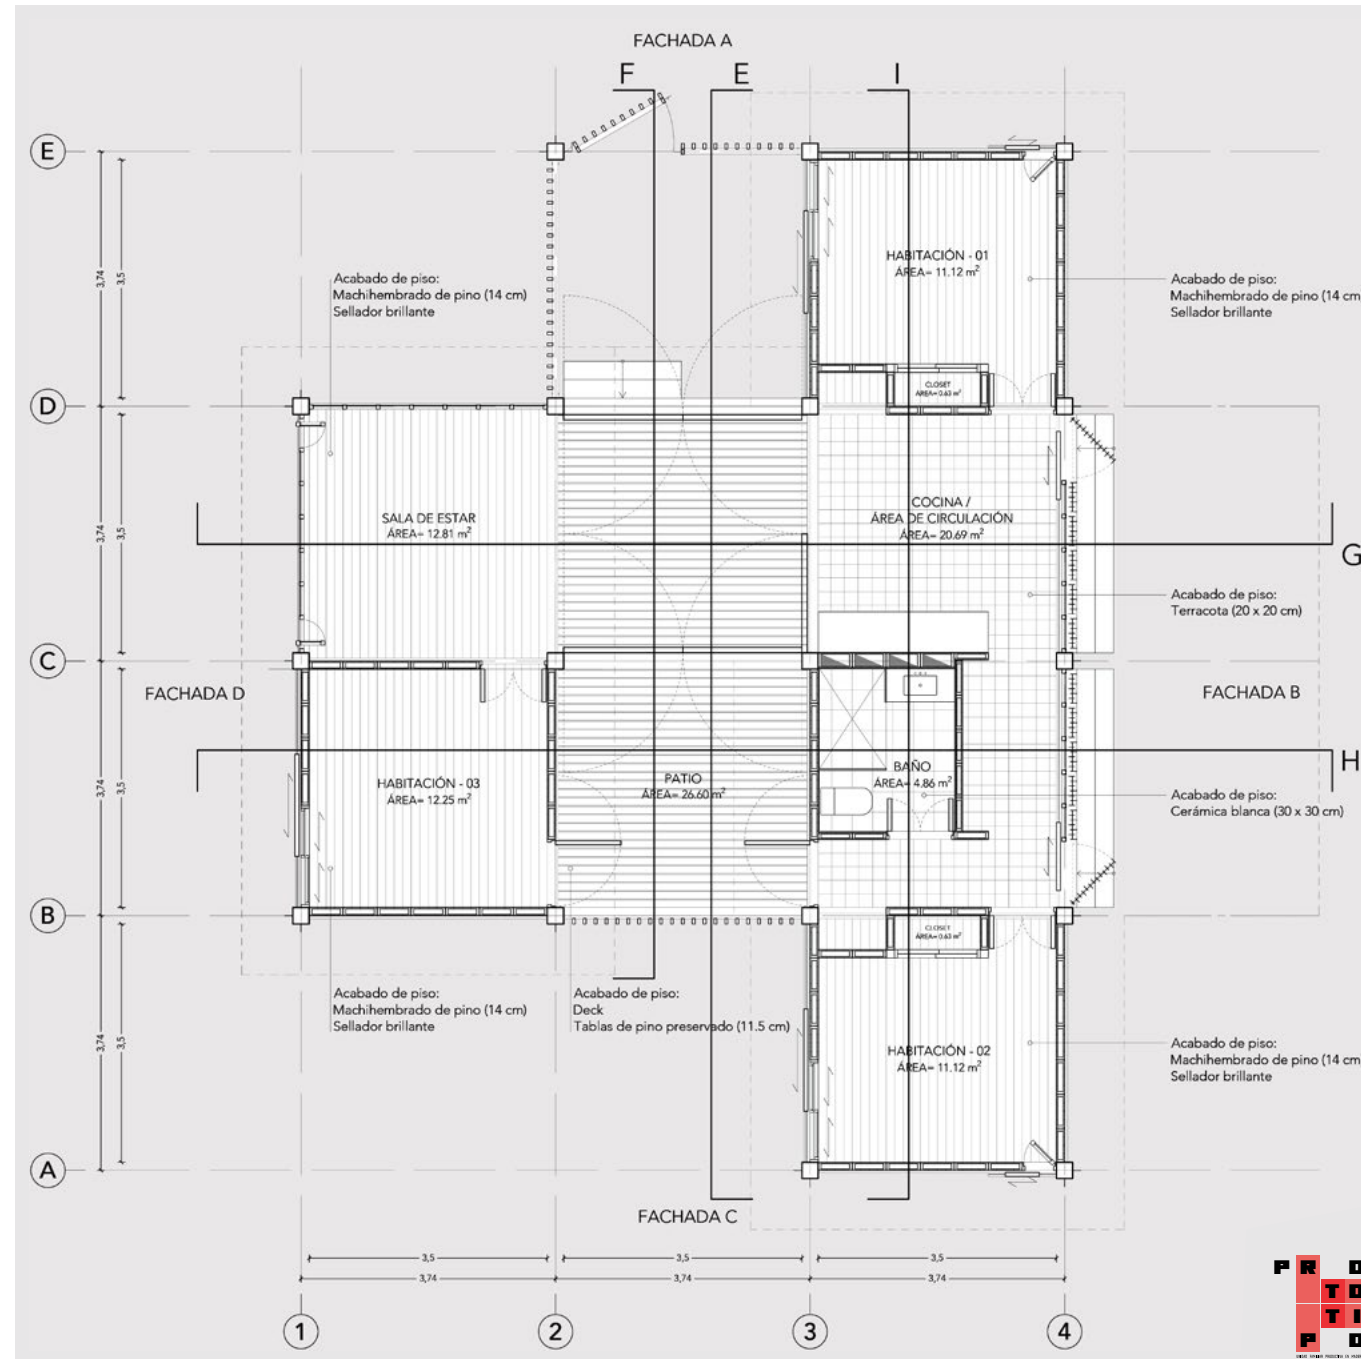 FACHADA A
F
E
I
E
HABITACIÓN - 01
ÁREA= 11.12 m²
Acabado de piso:
Machihembrado de pino (14 cm)
Sellador brillante
Acabado de piso:
Machihembrado de pino (14 cm
Sellador brillante
3,74
3,5
CLOSET
ÁREA= 0.63 m²
D
SALA DE ESTAR
ÁREA= 12.81 m²
COCINA /
ÁREA DE CIRCULACIÓN
ÁREA= 20.69 m²
3,74
3,5
G
Acabado de piso:
Terracota (20 x 20 cm)
C
FACHADA D
FACHADA B
H
HABITACIÓN - 03
ÁREA= 12.25 m²
PATIO
ÁREA= 26.60 m²
BAÑO
ÁREA= 4.86 m²
3,74
3,5
Acabado de piso:
Cerámica blanca (30 x 30 cm)
B
CLOSET
ÁREA= 0.63 m²
Acabado de piso:
Machihembrado de pino (14 cm)
Sellador brillante
Acabado de piso:
Deck
Tablas de pino preservado (11.5 cm)
3,74
3,5
HABITACIÓN - 02
ÁREA= 11.12 m²
Acabado de piso:
Machihembrado de pino (14 cm
Sellador brillante
A
FACHADA C
3,5
3,5
3,5
3,74
3,74
3,74
1
2
3
4
PRO
TO
TI
PO